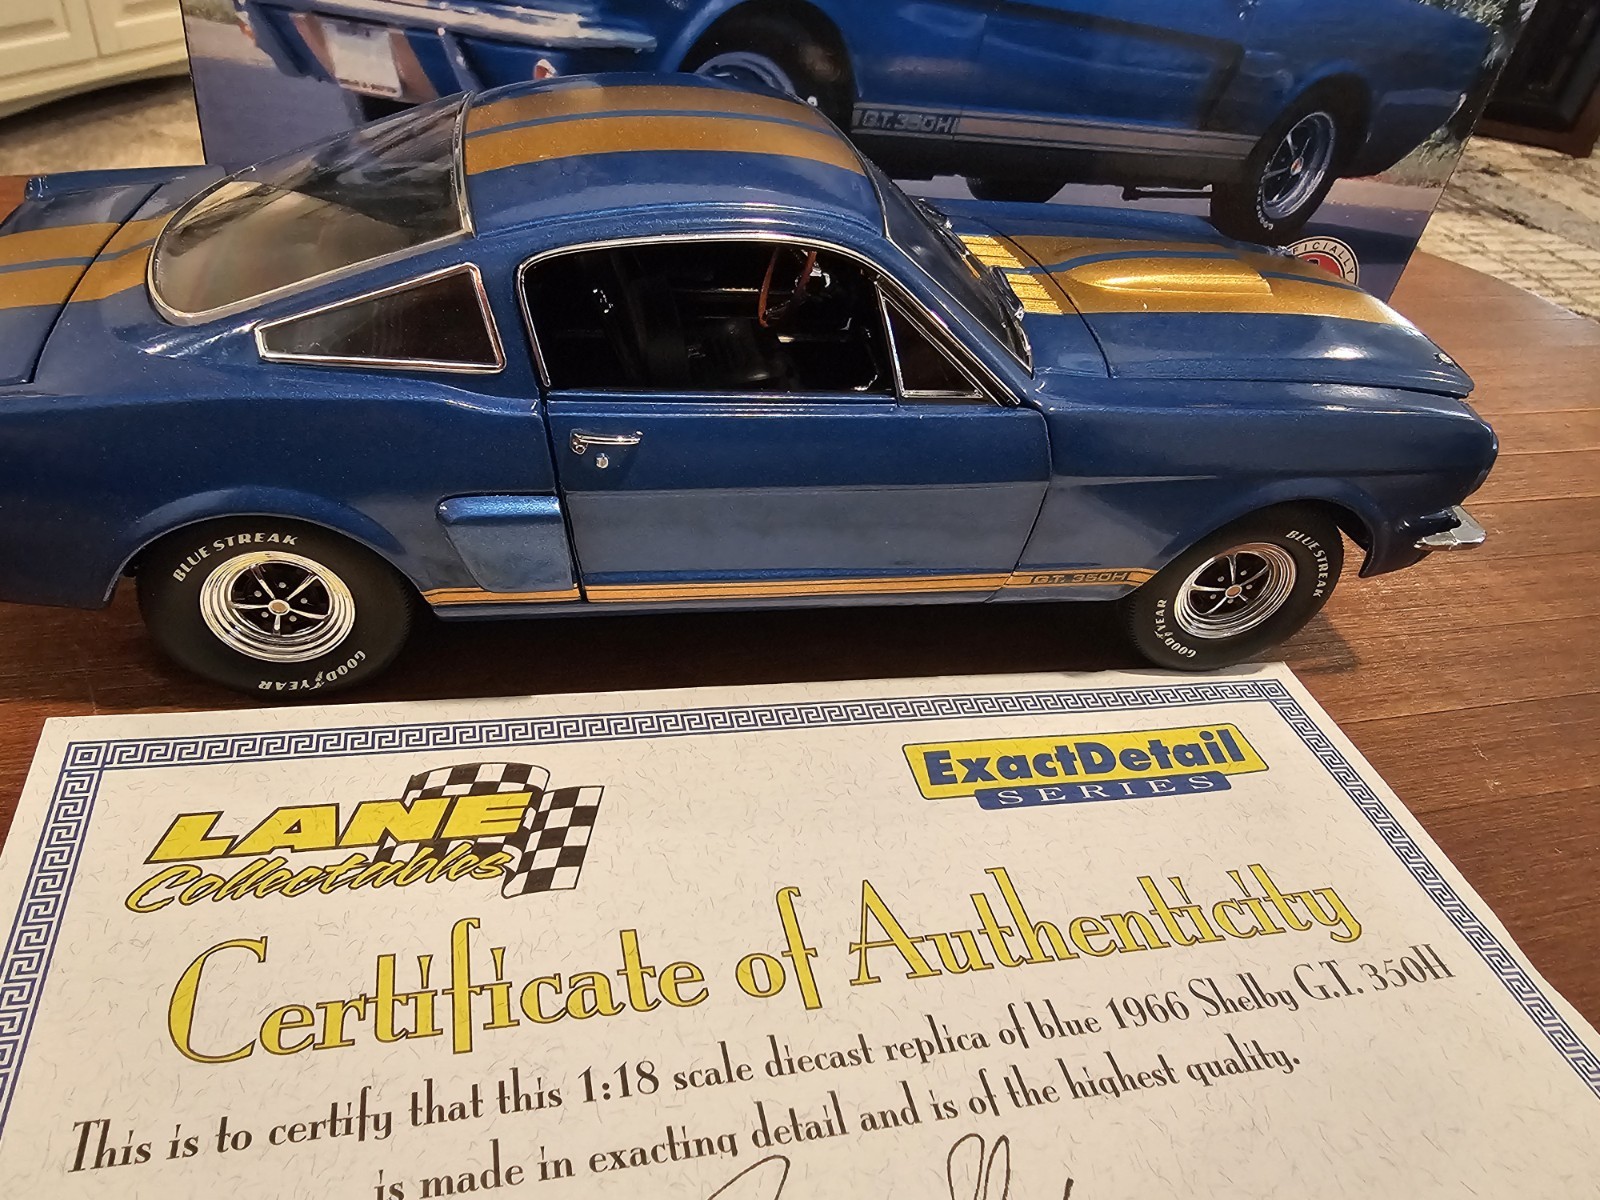 G.T. 350H
FICIALLY
BLUE STREAK
GOODYEAR
G.T. 350H
BLUE STREAK
GOODYEAR
LANE
Collectables
ExactDetail
SERIES
Certificate of Authenticity
This is to certify that this 1:18 scale diecast replica of blue 1966 Shelby G.T. 350H
is made in exacting detail and is of the highest quality.